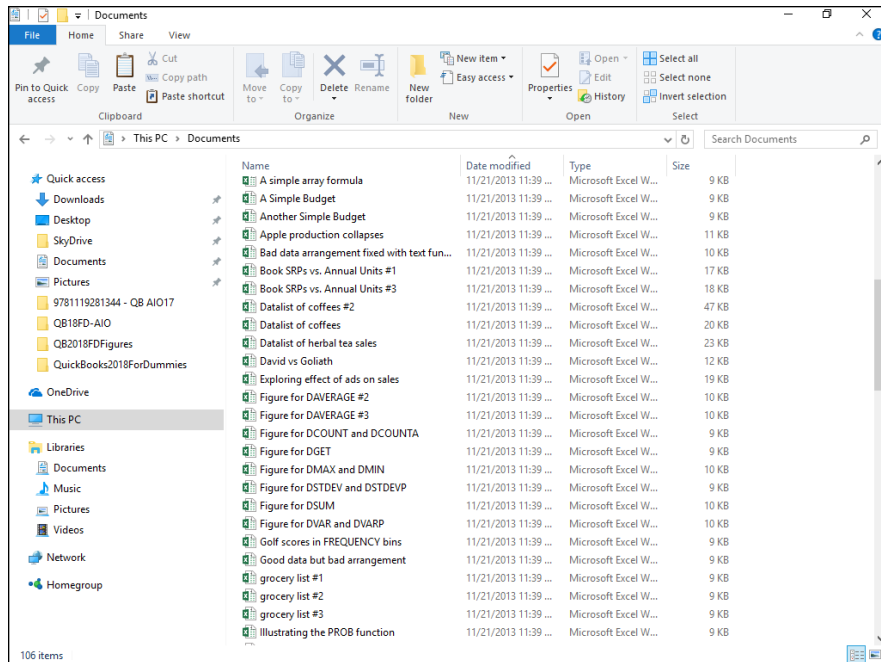 Documents
File Home Share View
Pin to Quick access
Copy
Paste
Cut
Copy path
Paste shortcut
Clipboard
Move to
Copy to
Delete
Rename
Organize
New folder
New item
Easy access
New
Properties
Open
Edit
History
Open
Select all
Select none
Invert selection
Select
This PC > Documents
Search Documents
Quick access
Downloads
Desktop
SkyDrive
Documents
Pictures
9781119281344 - QB AIO17
QB18FD-AIO
QB2018FDFigures
QuickBooks2018ForDummies
OneDrive
This PC
Libraries
Documents
Music
Pictures
Videos
Network
Homegroup
Name Date modified Type Size
A simple array formula 11/21/2013 11:39 ... Microsoft Excel W... 9 KB
A Simple Budget 11/21/2013 11:39 ... Microsoft Excel W... 9 KB
Another Simple Budget 11/21/2013 11:39 ... Microsoft Excel W... 9 KB
Apple production collapses 11/21/2013 11:39 ... Microsoft Excel W... 11 KB
Bad data arrangement fixed with text fun... 11/21/2013 11:39 ... Microsoft Excel W... 10 KB
Book SRPs vs. Annual Units #1 11/21/2013 11:39 ... Microsoft Excel W... 17 KB
Book SRPs vs. Annual Units #3 11/21/2013 11:39 ... Microsoft Excel W... 18 KB
Datalist of coffees #2 11/21/2013 11:39 ... Microsoft Excel W... 47 KB
Datalist of coffees 11/21/2013 11:39 ... Microsoft Excel W... 20 KB
Datalist of herbal tea sales 11/21/2013 11:39 ... Microsoft Excel W... 23 KB
David vs Goliath 11/21/2013 11:39 ... Microsoft Excel W... 12 KB
Exploring effect of ads on sales 11/21/2013 11:39 ... Microsoft Excel W... 19 KB
Figure for DAVERAGE #2 11/21/2013 11:39 ... Microsoft Excel W... 10 KB
Figure for DAVERAGE #3 11/21/2013 11:39 ... Microsoft Excel W... 10 KB
Figure for DCOUNT and DCOUNTA 11/21/2013 11:39 ... Microsoft Excel W... 9 KB
Figure for DGET 11/21/2013 11:39 ... Microsoft Excel W... 9 KB
Figure for DMAX and DMIN 11/21/2013 11:39 ... Microsoft Excel W... 10 KB
Figure for DSTDEV and DSTDEVP 11/21/2013 11:39 ... Microsoft Excel W... 9 KB
Figure for DSUM 11/21/2013 11:39 ... Microsoft Excel W... 10 KB
Figure for DVAR and DVARP 11/21/2013 11:39 ... Microsoft Excel W... 10 KB
Golf scores in FREQUENCY bins 11/21/2013 11:39 ... Microsoft Excel W... 9 KB
Good data but bad arrangement 11/21/2013 11:39 ... Microsoft Excel W... 9 KB
grocery list #1 11/21/2013 11:39 ... Microsoft Excel W... 9 KB
grocery list #2 11/21/2013 11:39 ... Microsoft Excel W... 9 KB
grocery list #3 11/21/2013 11:39 ... Microsoft Excel W... 9 KB
Illustrating the PROB function 11/21/2013 11:39 ... Microsoft Excel W... 9 KB
106 items